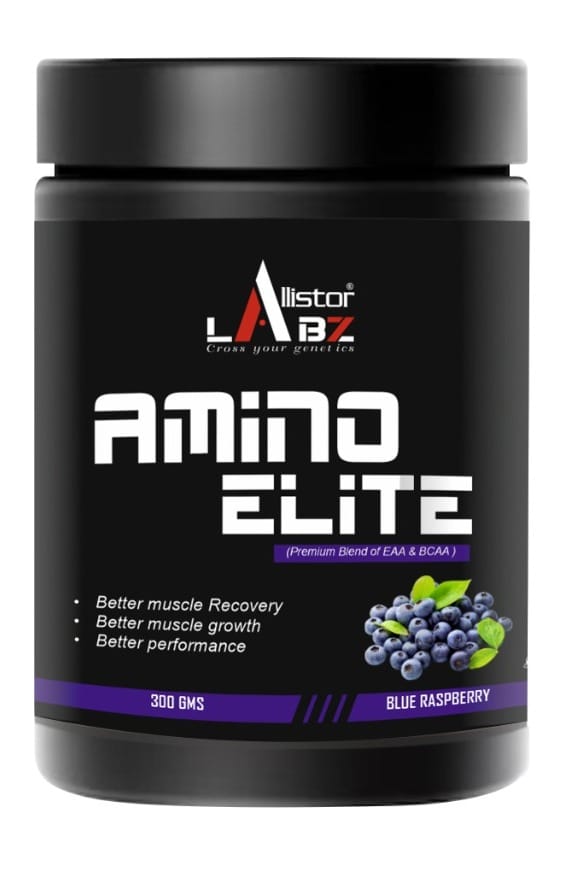 Allistor®
LABZ
Cross your genetics
AMINO
ELITE
(Premium Blend of EAA & BCAA )
• Better muscle Recovery
• Better muscle growth
• Better performance
300 GMS
BLUE RASPBERRY